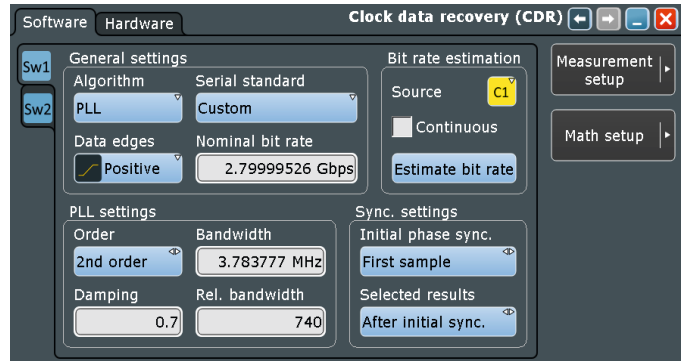 Software Hardware Clock data recovery (CDR)
Sw1
Sw2
General settings
Algorithm Serial standard
PLL Custom
Data edges Nominal bit rate
Positive 2.79999526 Gbps
Bit rate estimation
Source C1
Continuous
Estimate bit rate
Measurement
setup
Math setup
PLL settings
Order Bandwidth
2nd order 3.783777 MHz
Damping Rel. bandwidth
0.7 740
Sync. settings
Initial phase sync.
First sample
Selected results
After initial sync.